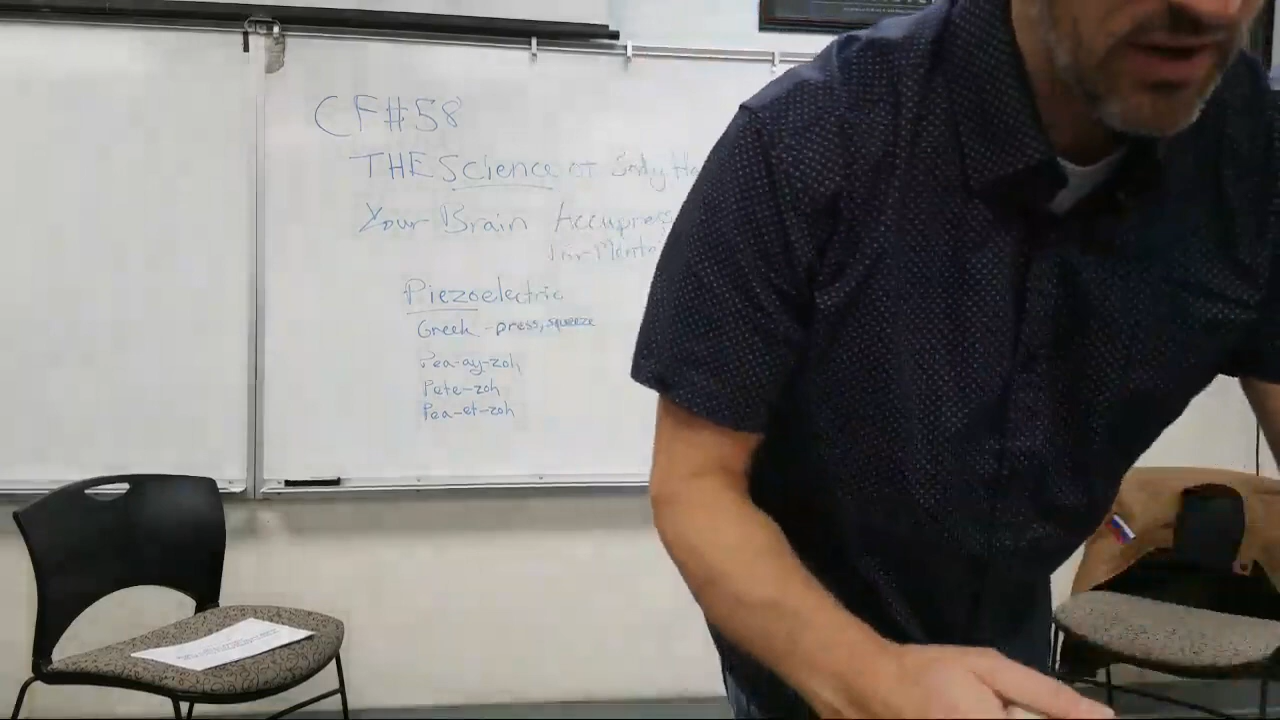 CF#58
THE Science of Body
Your Brain
Piezoelectric
Greek - press, squeeze
Pea-ay-zoh
Pete-zoh
Pea-et-zoh